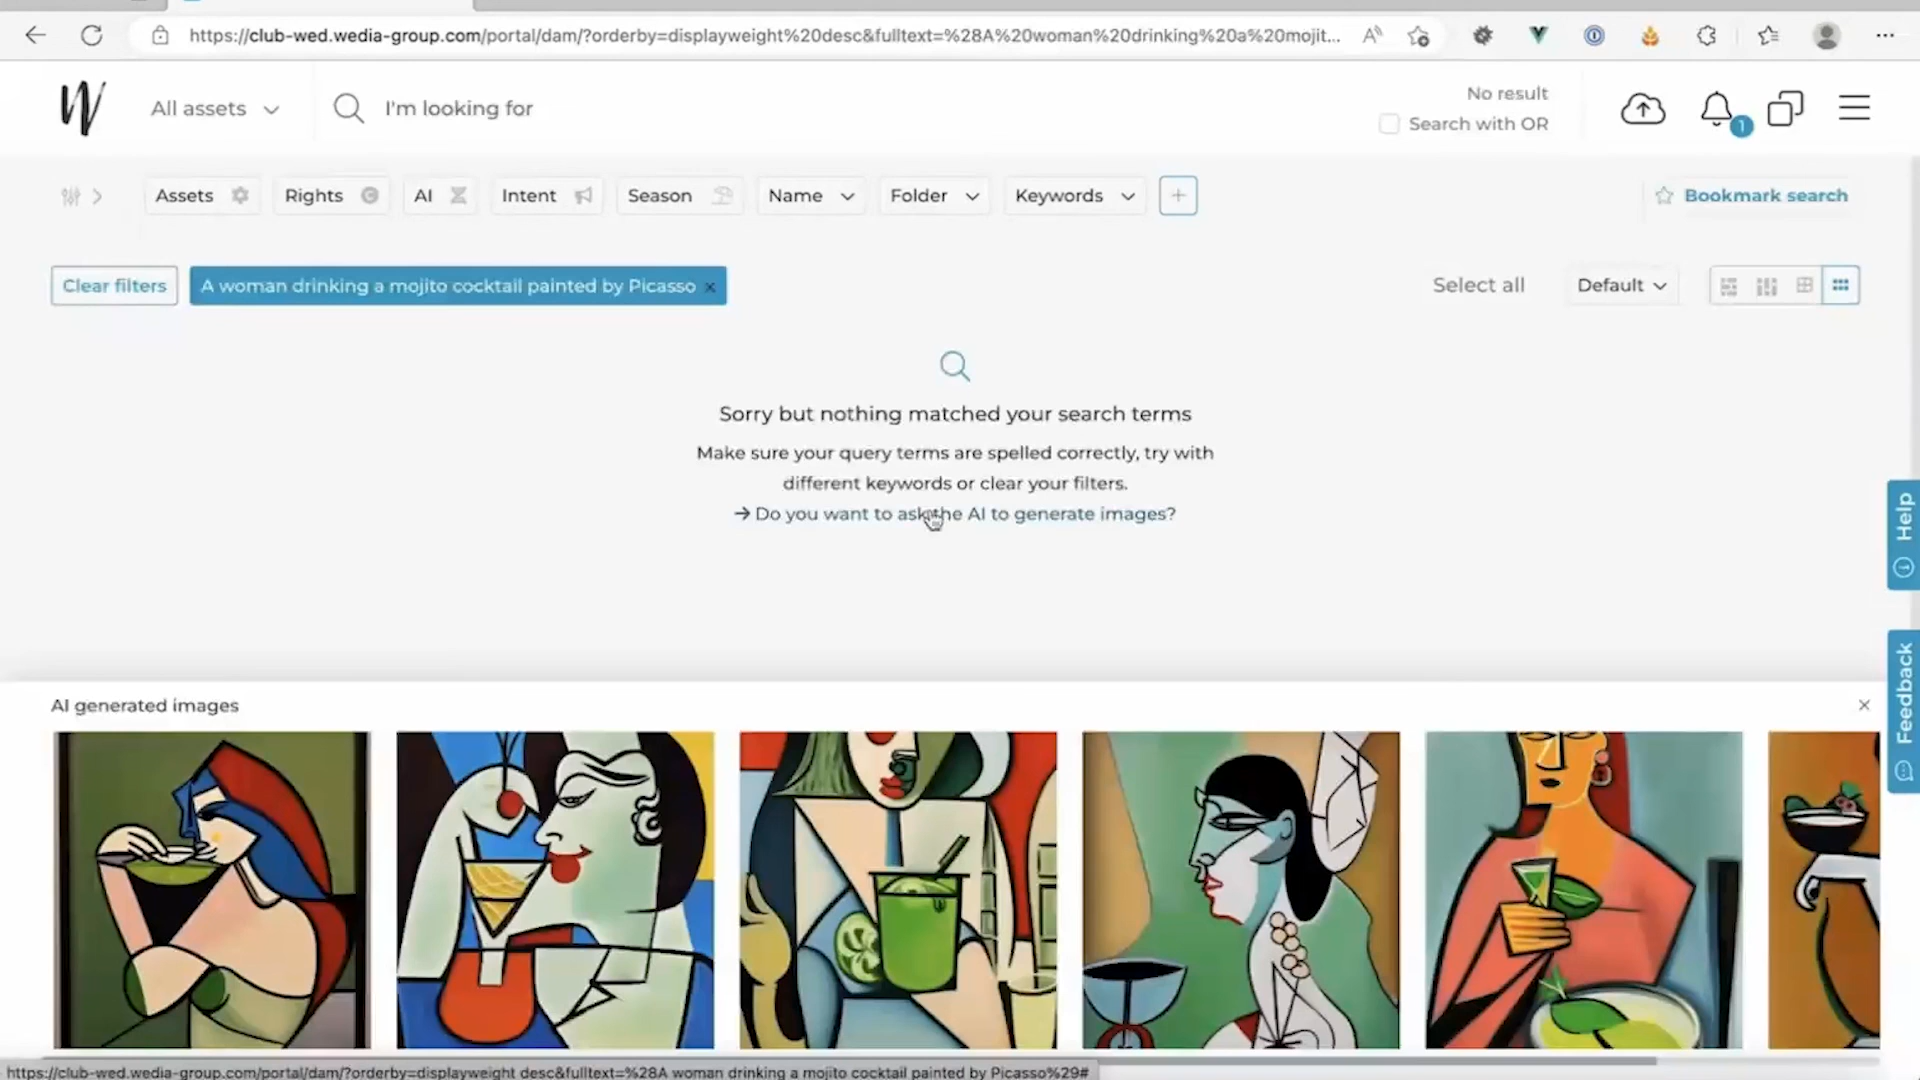 https://club-wed.wedia-group.com/portal/dam/?orderby=displayweight%20desc&fulltext=%28A%20woman%20drinking%20a%20mojit...
W
All assets
I'm looking for
No result
Search with OR
1
Assets
Rights
AI
Intent
Season
Name
Folder
Keywords
+
Bookmark search
Clear filters
A woman drinking a mojito cocktail painted by Picasso ×
Select all
Default
Sorry but nothing matched your search terms
Make sure your query terms are spelled correctly, try with
different keywords or clear your filters.
→ Do you want to ask the AI to generate images?
Help
Feedback
AI generated images
×
https://club-wed.wedia-group.com/portal/dam/?orderby=displayweight desc&fulltext=%28A woman drinking a mojito cocktail painted by Picasso%29#